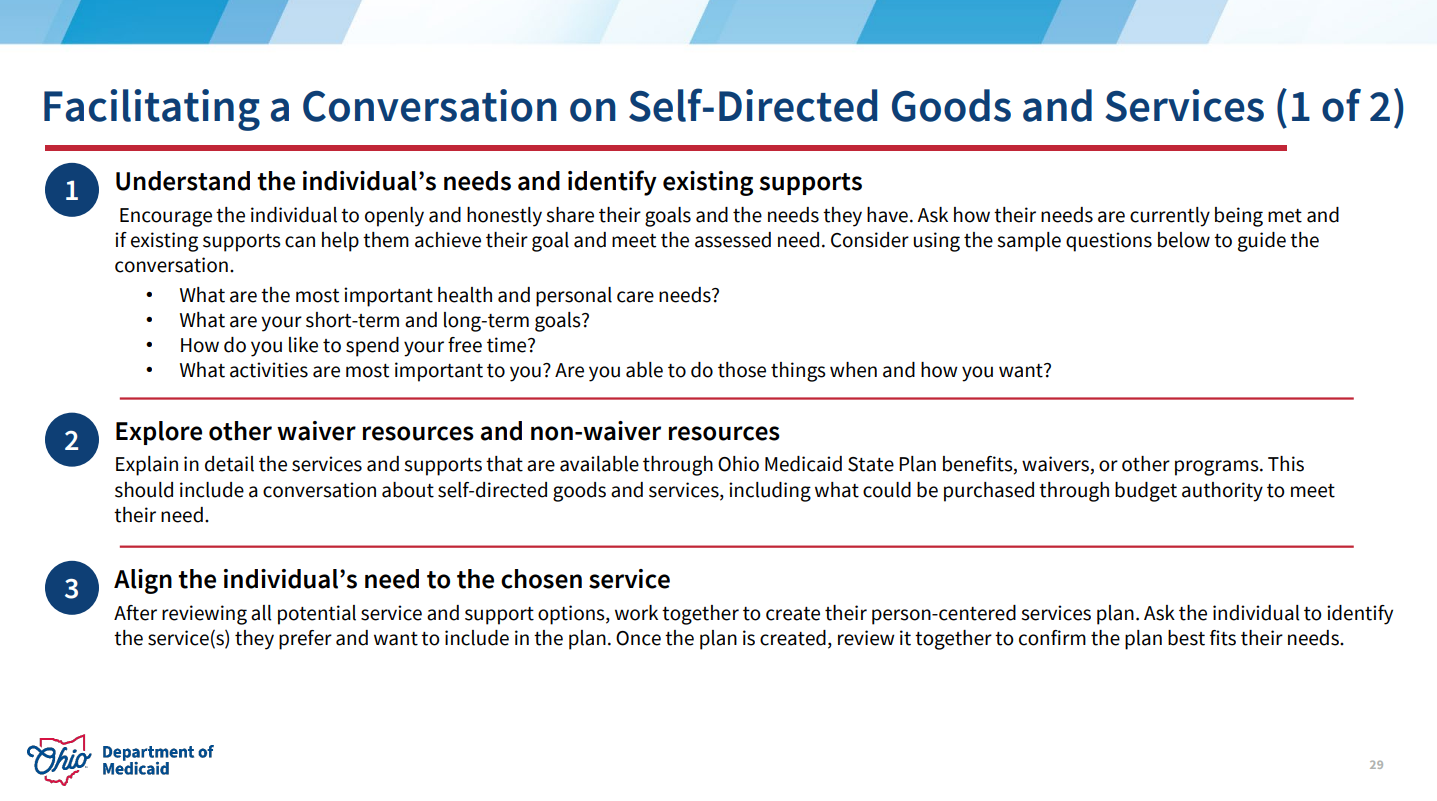 Facilitating a Conversation on Self-Directed Goods and Services (1 of 2)
1
Understand the individual’s needs and identify existing supports
Encourage the individual to openly and honestly share their goals and the needs they have. Ask how their needs are currently being met and
if existing supports can help them achieve their goal and meet the assessed need. Consider using the sample questions below to guide the
conversation.
• What are the most important health and personal care needs?
• What are your short-term and long-term goals?
• How do you like to spend your free time?
• What activities are most important to you? Are you able to do those things when and how you want?
2
Explore other waiver resources and non-waiver resources
Explain in detail the services and supports that are available through Ohio Medicaid State Plan benefits, waivers, or other programs. This
should include a conversation about self-directed goods and services, including what could be purchased through budget authority to meet
their need.
3
Align the individual’s need to the chosen service
After reviewing all potential service and support options, work together to create their person-centered services plan. Ask the individual to identify
the service(s) they prefer and want to include in the plan. Once the plan is created, review it together to confirm the plan best fits their needs.
Ohio
Department of
Medicaid
29